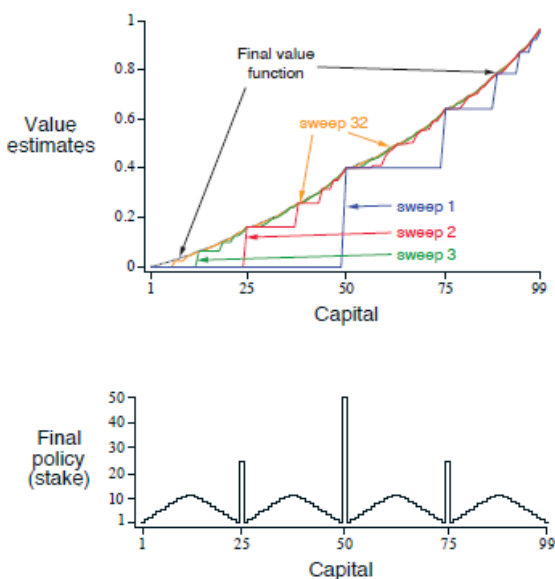 1
0.8
0.6
0.4
0.2
0
Value
estimates
Final value
function
sweep 32
sweep 1
sweep 2
sweep 3
1
25
50
75
99
Capital
50
40
30
20
10
1
Final
policy
(stake)
1
25
50
75
99
Capital